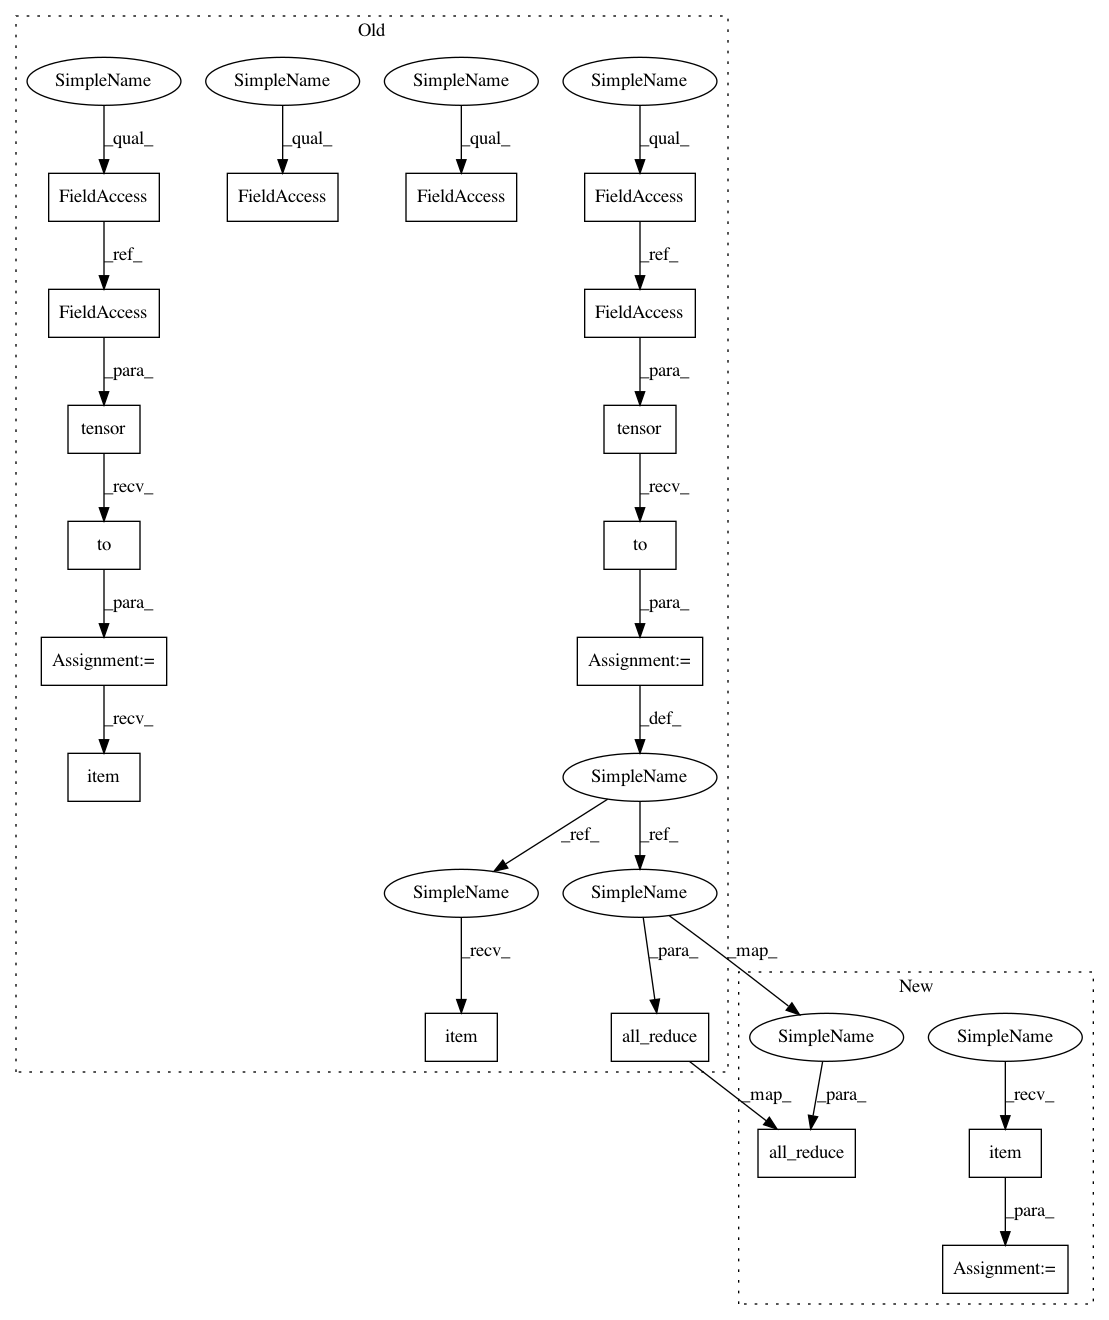 Old
SimpleName SimpleName SimpleName SimpleName
_qual_ _qual_ _qual_ _qual_
FieldAccess FieldAccess FieldAccess FieldAccess
_ref_ _ref_
FieldAccess FieldAccess
_para_ _para_
tensor tensor
_recv_ _recv_
to to
_para_ _para_
Assignment:= Assignment:=
_recv_ _def_
item SimpleName
_ref_ _ref_
SimpleName SimpleName
_recv_ _para_ _map_
New
item all_reduce SimpleName SimpleName
_map_ _para_ _recv_
all_reduce item
_para_
Assignment:=